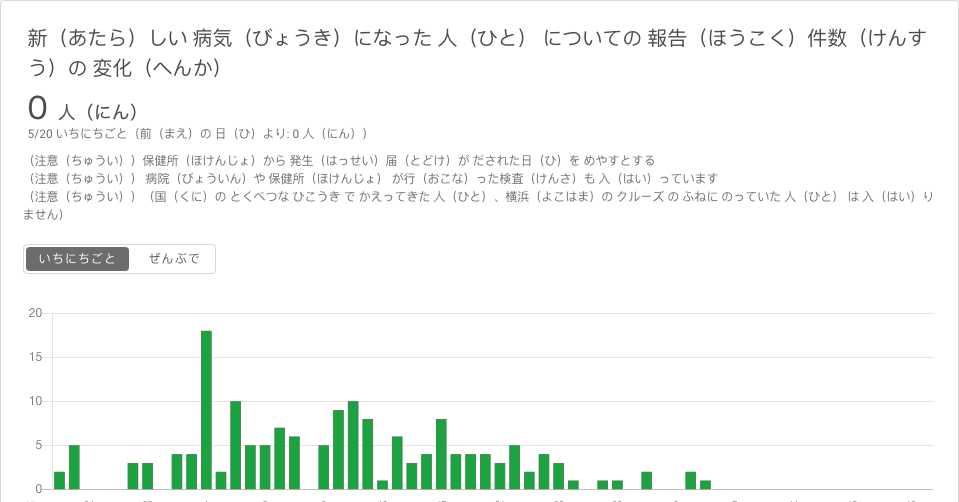 新（あたら）しい 病気（びょうき）になった 人（ひと） についての 報告（ほうこく）件数（けんす
う）の 変化（へんか）
0 人（にん）
5/20 いちにちごと（前（まえ）の 日（ひ）より: 0 人（にん））
（注意（ちゅうい））保健所（ほけんじょ）から 発生（はっせい）届（とどけ）が だされた日（ひ）を めやすとする
（注意（ちゅうい）） 病院（びょういん）や 保健所（ほけんじょ） が行（おこな）った検査（けんさ）も 入（はい）っています
（注意（ちゅうい））（国（くに）の とくべつな ひこうき で かえってきた 人（ひと）、横浜（よこはま）の クルーズ の ふねに のっていた 人（ひと） は 入（はい）り
ません）
いちにちごと ぜんぶで
20
15
10
5
0